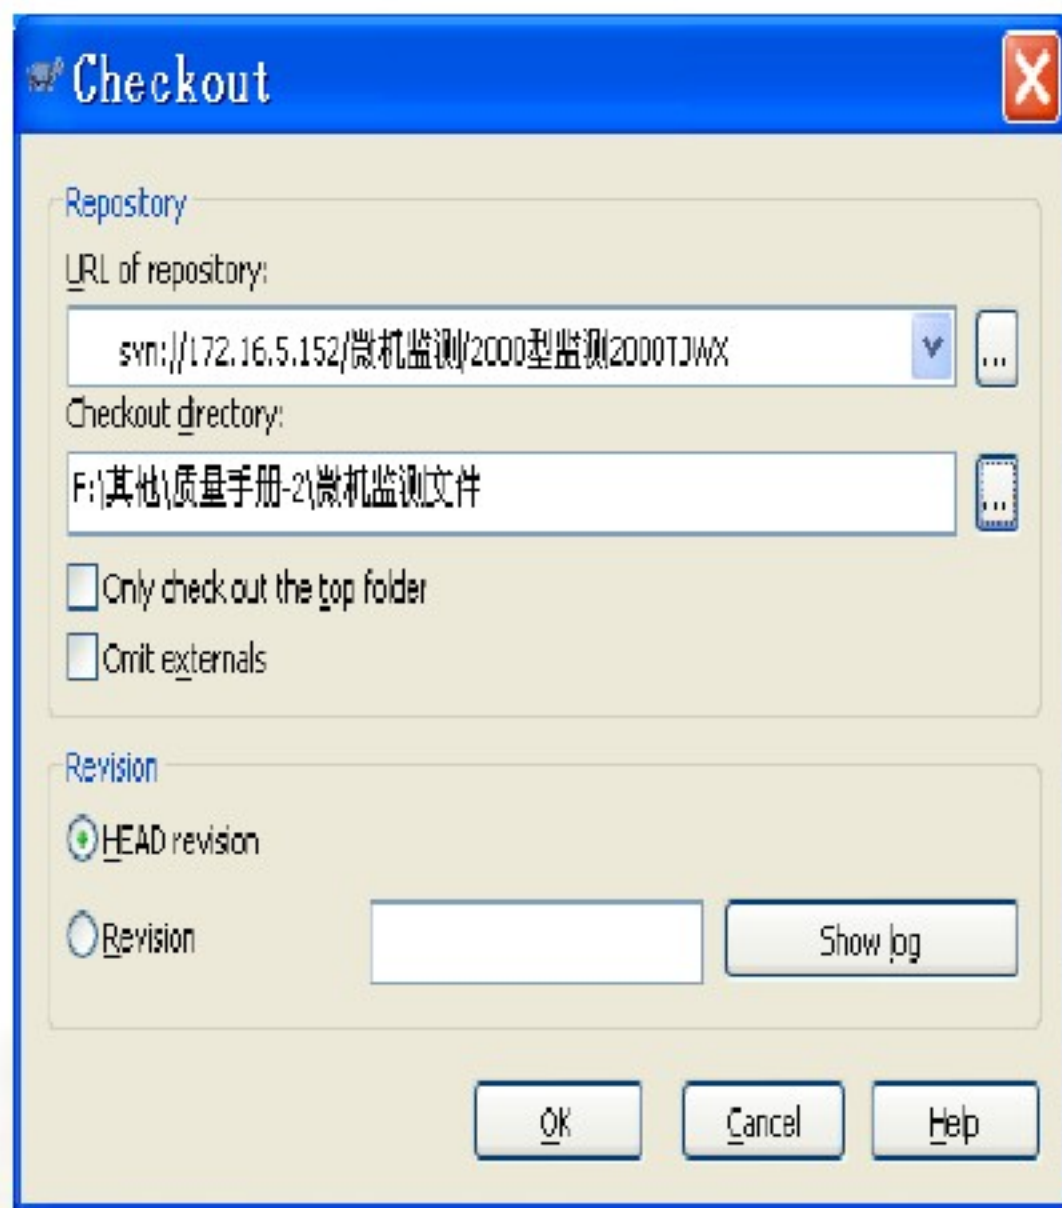 Checkout
Repository
URL of repository:
svn://172.16.5.152/微机监测/2000型监测2000TJWX
...
Checkout directory:
F:\其他\质量手册-2\微机监测文件
...
Only check out the top folder
Omit externals
Revision
HEAD revision
Revision
Show log
OK
Cancel
Help